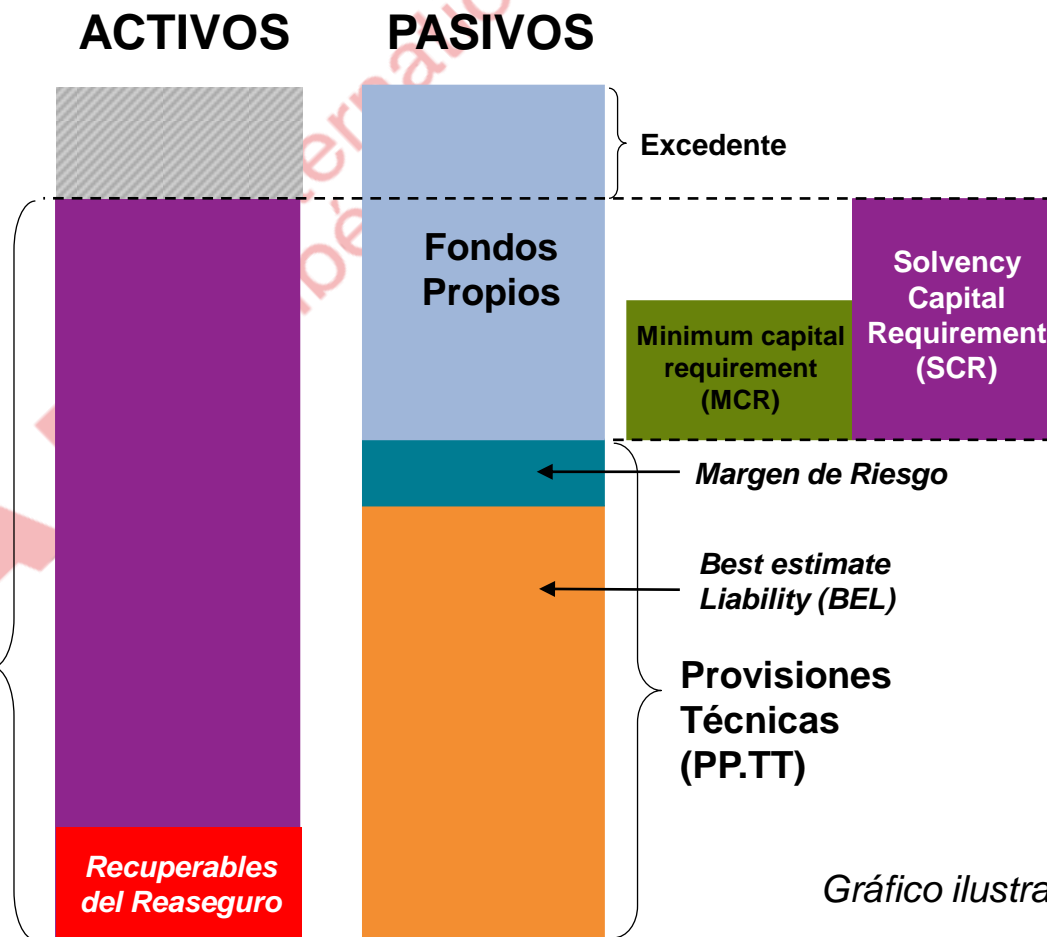 ACTIVOS
PASIVOS
Excedente
Fondos
Propios
Minimum capital
requirement
(MCR)
Solvency
Capital
Requirement
(SCR)
Margen de Riesgo
Best estimate
Liability (BEL)
Provisiones
Técnicas
(PP.TT)
Recuperables
del Reaseguro
Gráfico ilustra